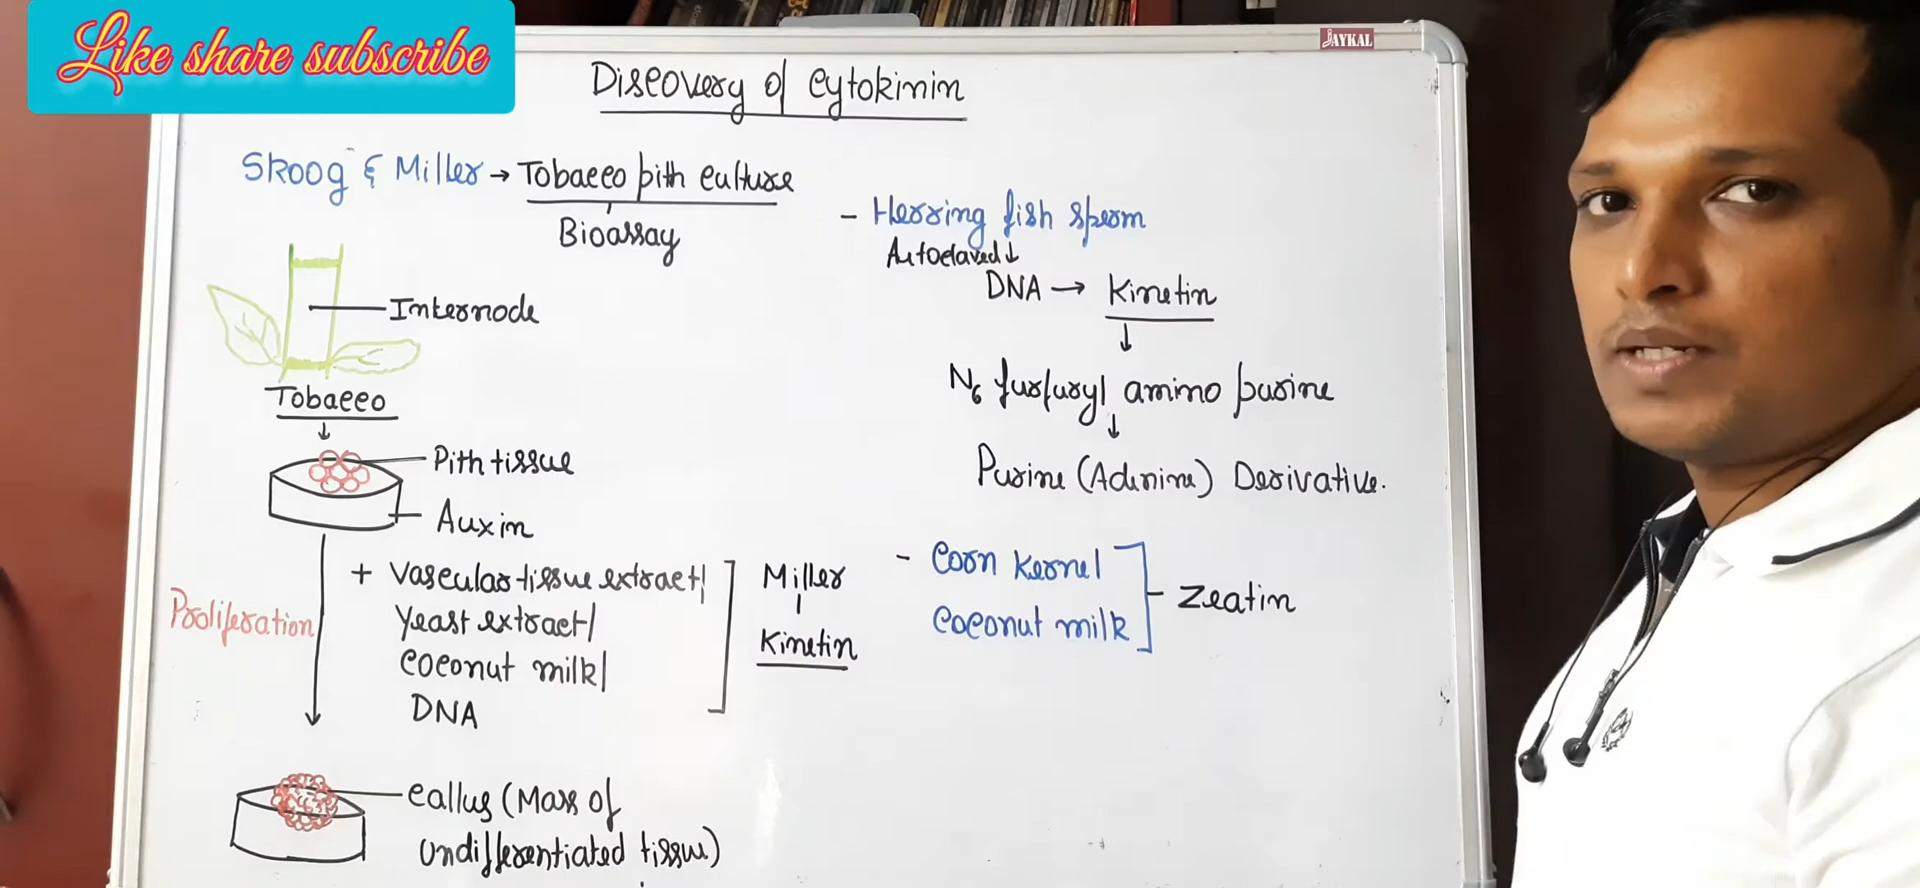 Like share subscribe
JAYKAL
Discovery of cytokinin
Skoog & Miller → Tobacco pith culture
Bioassay
Internode
Tobacco
↓
Pith tissue
Auxin
Proliferation
+ Vascular tissue extract/
Yeast extract/
coconut milk/
DNA
Miller
Kinetin
callus (Mass of
undifferentiated tissue)
- Herring fish sperm
Autoclaved ↓
DNA → Kinetin
↓
N6 furfuryl amino purine
↓
Purine (Adenine) Derivative.
- Corn kernel
coconut milk
Zeatin